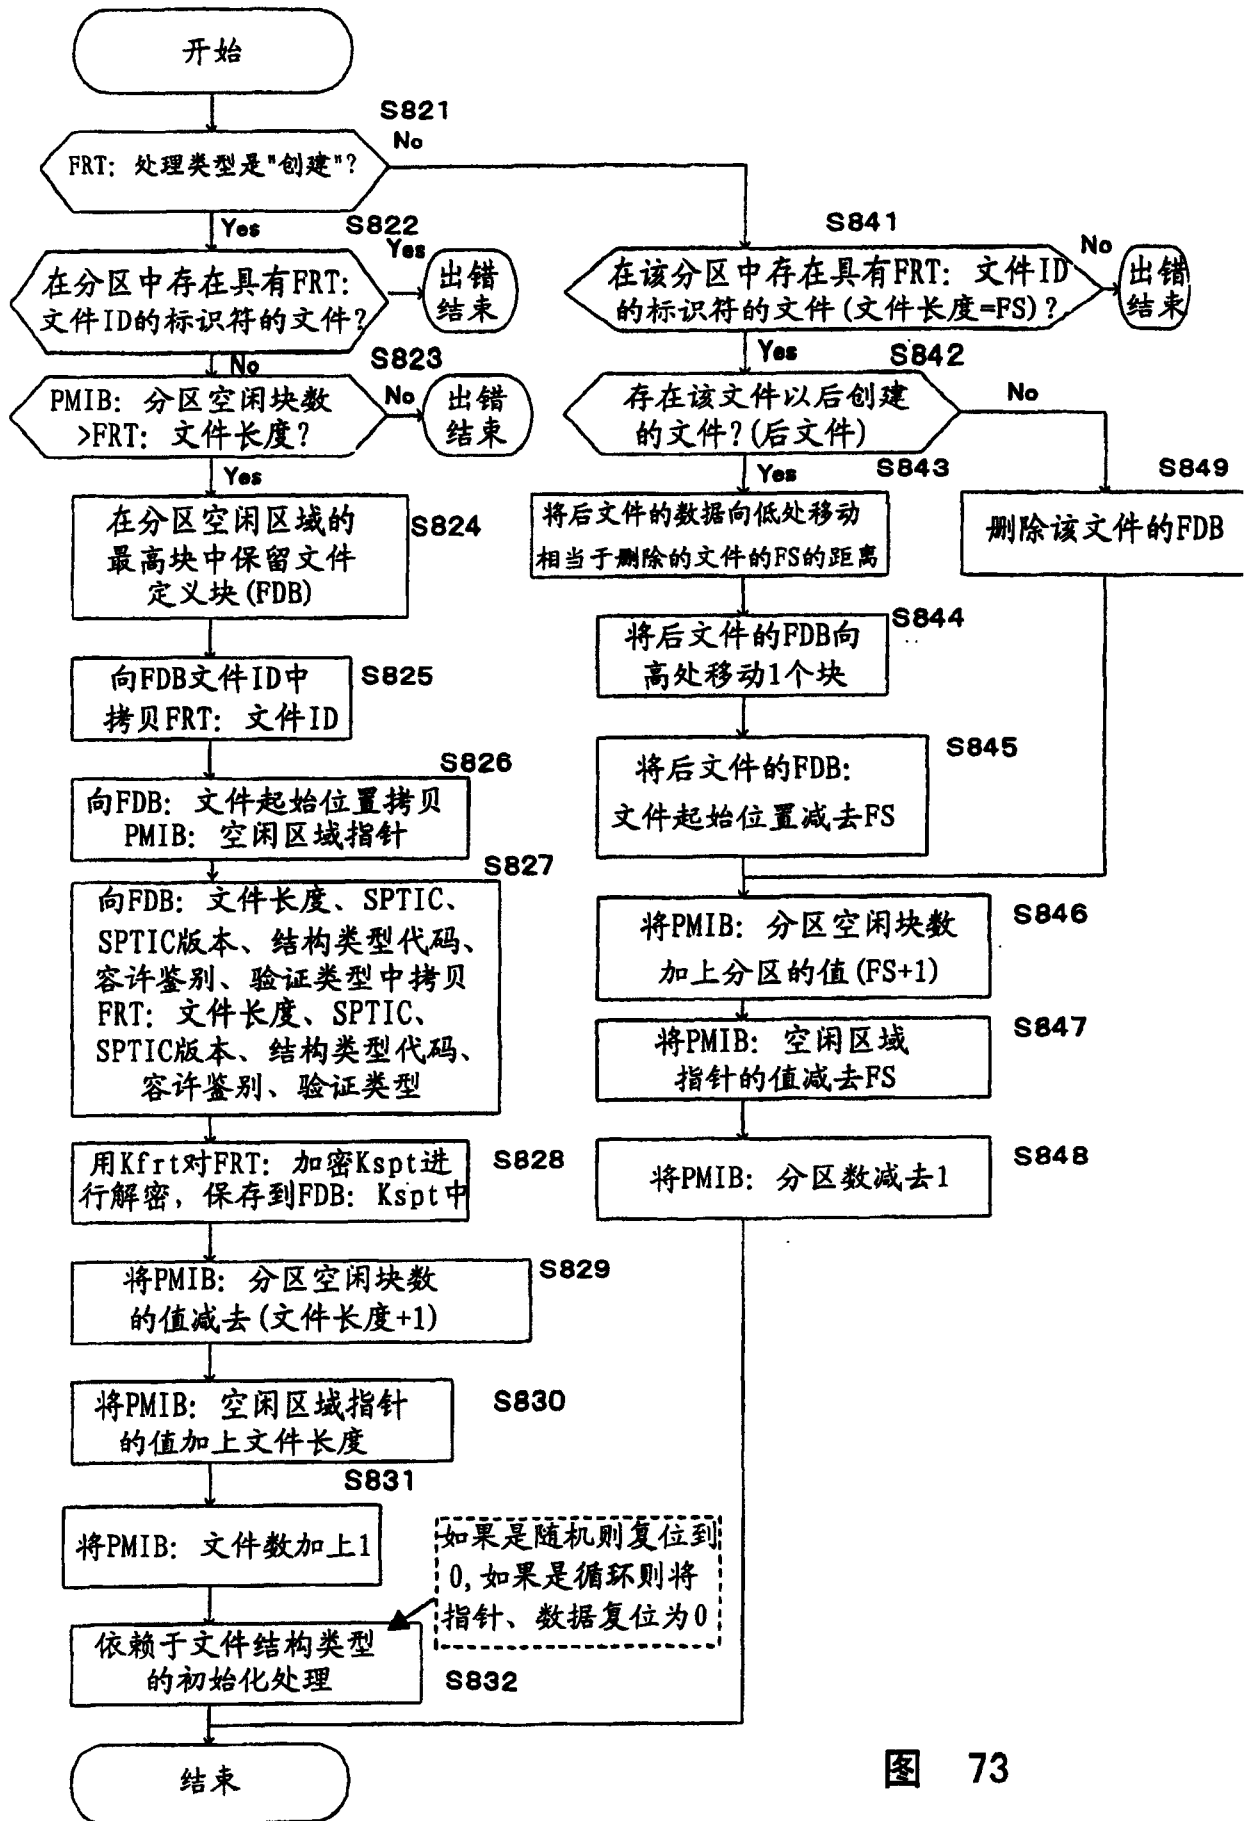 开始
S821
FRT: 处理类型是"创建"?
No
Yes
S822
在分区中存在具有FRT:
文件ID的标识符的文件?
Yes
出错
结束
No
S823
PMIB: 分区空闲块数
>FRT: 文件长度?
No
出错
结束
Yes
在分区空闲区域的
最高块中保留文件
定义块(FDB)
S824
向FDB文件ID中
拷贝FRT: 文件ID
S825
S826
向FDB: 文件起始位置拷贝
PMIB: 空闲区域指针
S827
向FDB: 文件长度、SPTIC、
SPTIC版本、结构类型代码、
容许鉴别、验证类型中拷贝
FRT: 文件长度、SPTIC、
SPTIC版本、结构类型代码、
容许鉴别、验证类型
用Kfrt对FRT: 加密Kspt进
行解密, 保存到FDB: Kspt中
S828
将PMIB: 分区空闲块数
的值减去(文件长度+1)
S829
将PMIB: 空闲区域指针
的值加上文件长度
S830
S831
将PMIB: 文件数加上1
如果是随机则复位到
0,如果是循环则将
指针、数据复位为0
依赖于文件结构类型
的初始化处理
S832
结束
S841
在该分区中存在具有FRT: 文件ID
的标识符的文件(文件长度=FS)?
No
出错
结束
Yes
S842
存在该文件以后创建
的文件?(后文件)
No
Yes
S843
将后文件的数据向低处移动
相当于删除的文件的FS的距离
S849
删除该文件的FDB
S844
将后文件的FDB向
高处移动1个块
S845
将后文件的FDB:
文件起始位置减去FS
S846
将PMIB: 分区空闲块数
加上分区的值(FS+1)
S847
将PMIB: 空闲区域
指针的值减去FS
S848
将PMIB: 分区数减去1
图 73